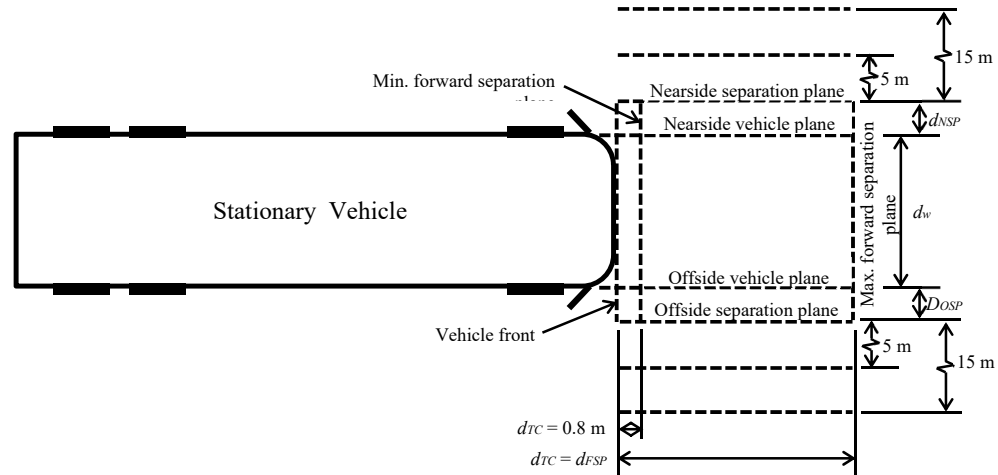 15 m
Min. forward separation
5 m
Nearside separation plane
dNSP
Nearside vehicle plane
Max. forward separation
plane
Stationary Vehicle
dw
Offside vehicle plane
Offside separation plane
DOSP
Vehicle front
5 m
15 m
dTC = 0.8 m
dTC = dFSP